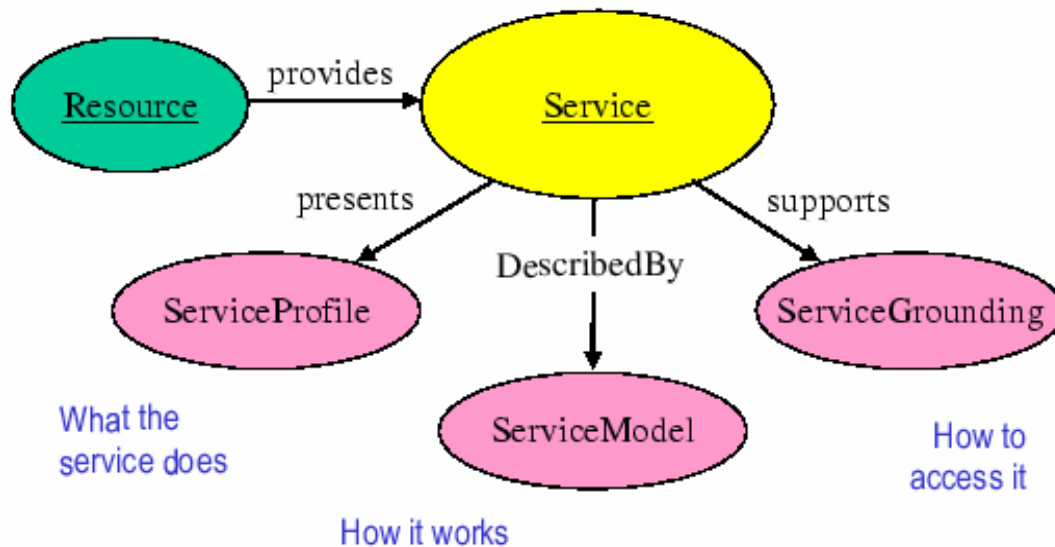 provides
Resource
Service
presents
supports
DescribedBy
ServiceProfile
ServiceGrounding
ServiceModel
What the
service does
How to
access it
How it works